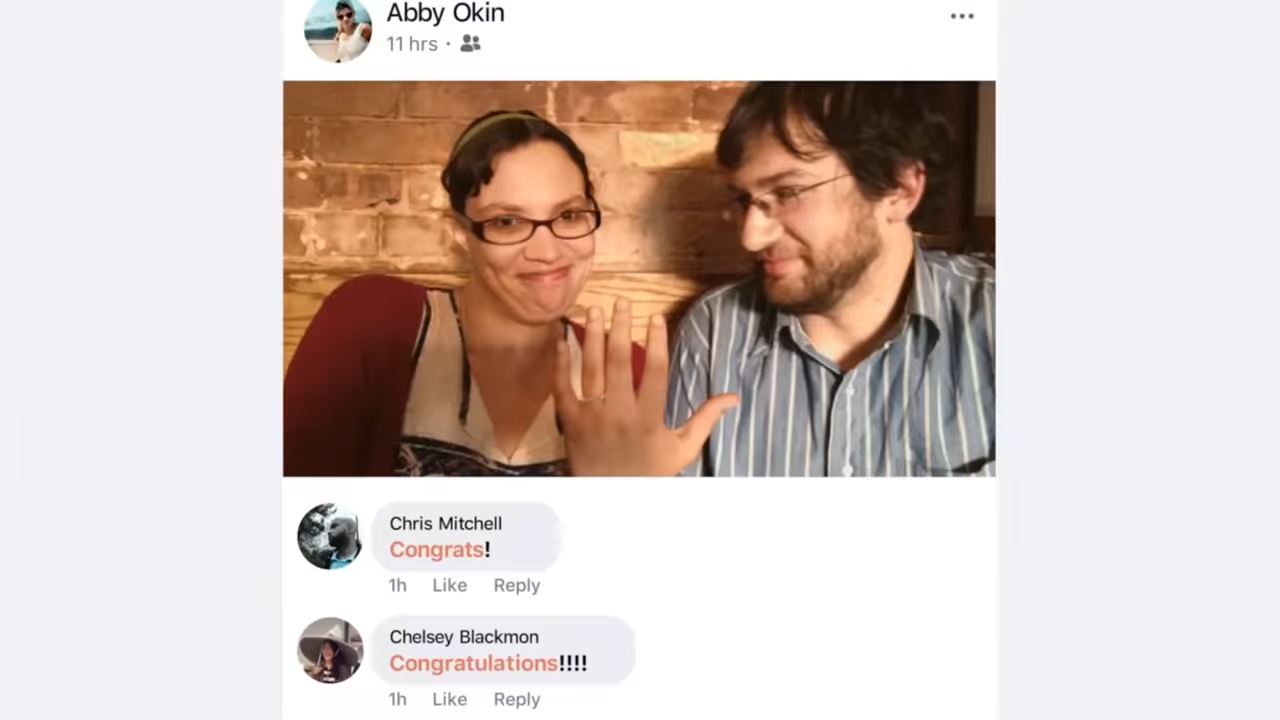 Abby Okin
11 hrs ·
Chris Mitchell
Congrats!
1h Like Reply
Chelsey Blackmon
Congratulations!!!!
1h Like Reply